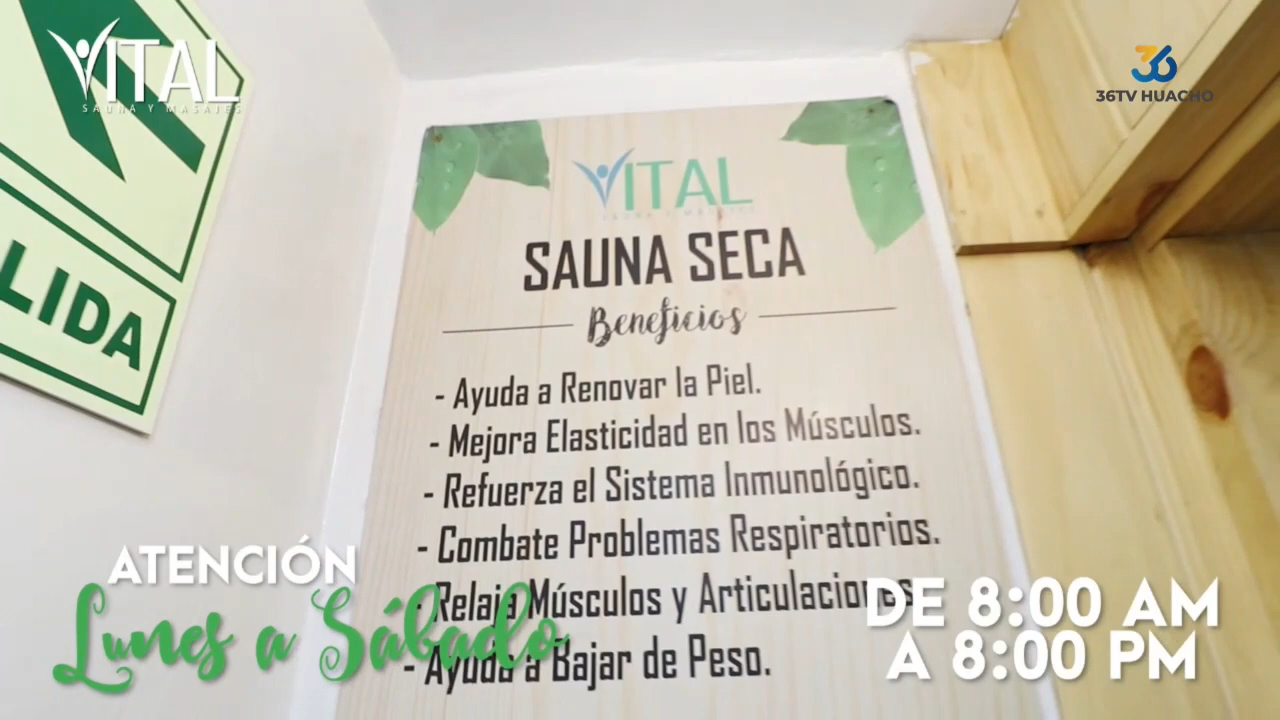 VITAL
SAUNA Y MASAJES
36
36TV HUACHO
LIDA
VITAL
SAUNA Y MASAJES
SAUNA SECA
Beneficios
- Ayuda a Renovar la Piel.
- Mejora Elasticidad en los Músculos.
- Refuerza el Sistema Inmunológico.
- Combate Problemas Respiratorios.
- Relaja Músculos y Articulaciones.
- Ayuda a Bajar de Peso.
ATENCIÓN
Lunes a Sábado
DE 8:00 AM
A 8:00 PM